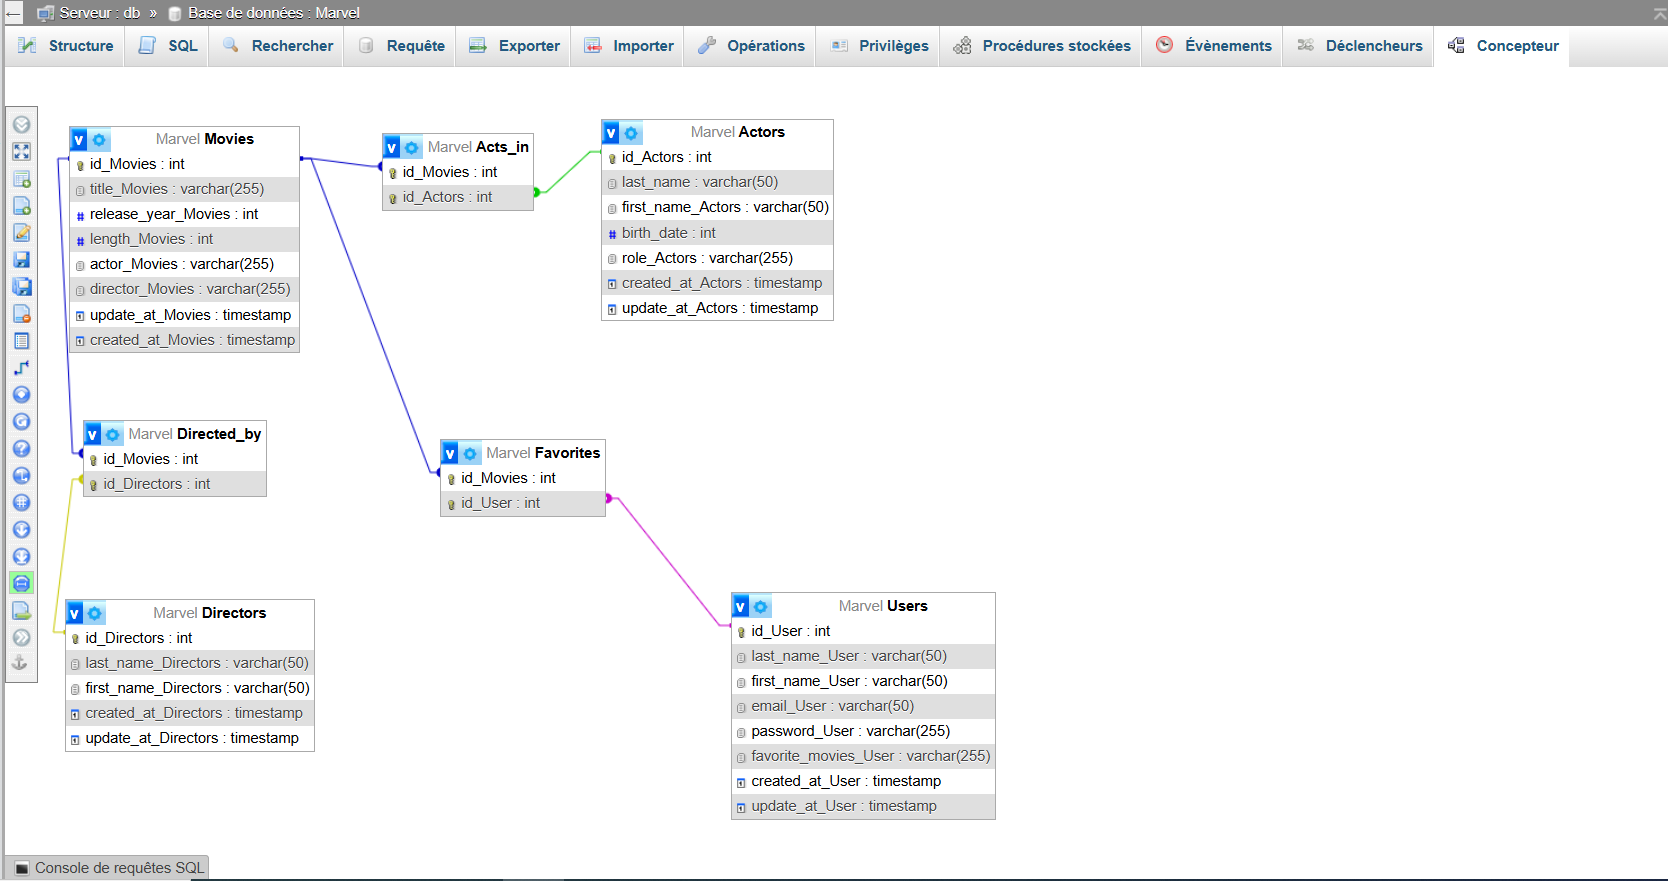 ← Serveur : db » Base de données : Marvel
Structure SQL Rechercher Requête Exporter Importer Opérations Privilèges Procédures stockées Évènements Déclencheurs Concepteur
v Marvel Movies
id_Movies : int
title_Movies : varchar(255)
# release_year_Movies : int
# length_Movies : int
actor_Movies : varchar(255)
director_Movies : varchar(255)
update_at_Movies : timestamp
created_at_Movies : timestamp
v Marvel Acts_in
id_Movies : int
id_Actors : int
v Marvel Actors
id_Actors : int
last_name : varchar(50)
first_name_Actors : varchar(50)
# birth_date : int
role_Actors : varchar(255)
created_at_Actors : timestamp
update_at_Actors : timestamp
v Marvel Directed_by
id_Movies : int
id_Directors : int
v Marvel Favorites
id_Movies : int
id_User : int
v Marvel Directors
id_Directors : int
last_name_Directors : varchar(50)
first_name_Directors : varchar(50)
created_at_Directors : timestamp
update_at_Directors : timestamp
v Marvel Users
id_User : int
last_name_User : varchar(50)
first_name_User : varchar(50)
email_User : varchar(50)
password_User : varchar(255)
favorite_movies_User : varchar(255)
created_at_User : timestamp
update_at_User : timestamp
Console de requêtes SQL